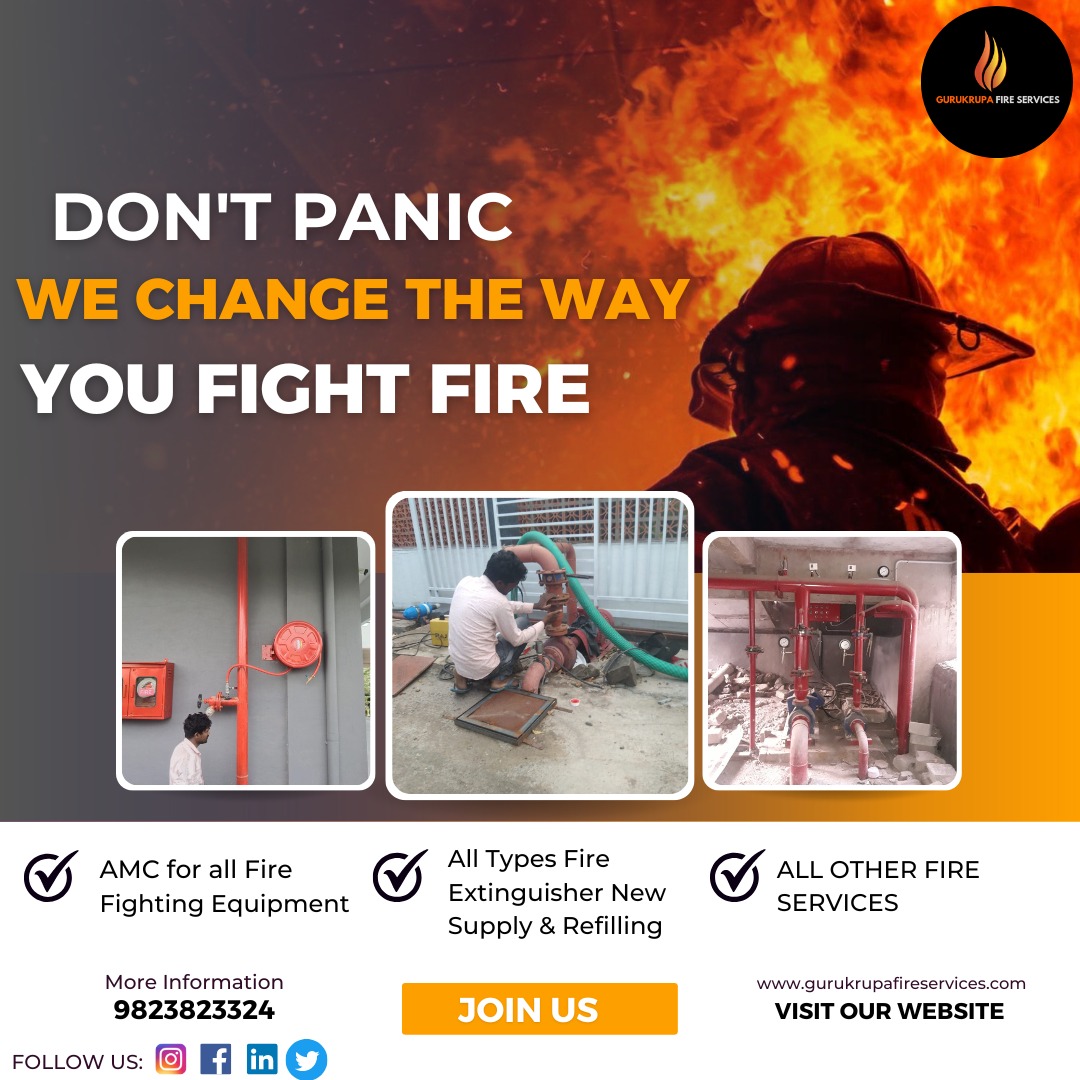 GURUKRUPA FIRE SERVICES
DON'T PANIC
WE CHANGE THE WAY
YOU FIGHT FIRE
FIRE
AMC for all Fire
Fighting Equipment
All Types Fire
Extinguisher New
Supply & Refilling
ALL OTHER FIRE
SERVICES
More Information
9823823324
JOIN US
www.gurukrupafireservices.com
VISIT OUR WEBSITE
FOLLOW US: